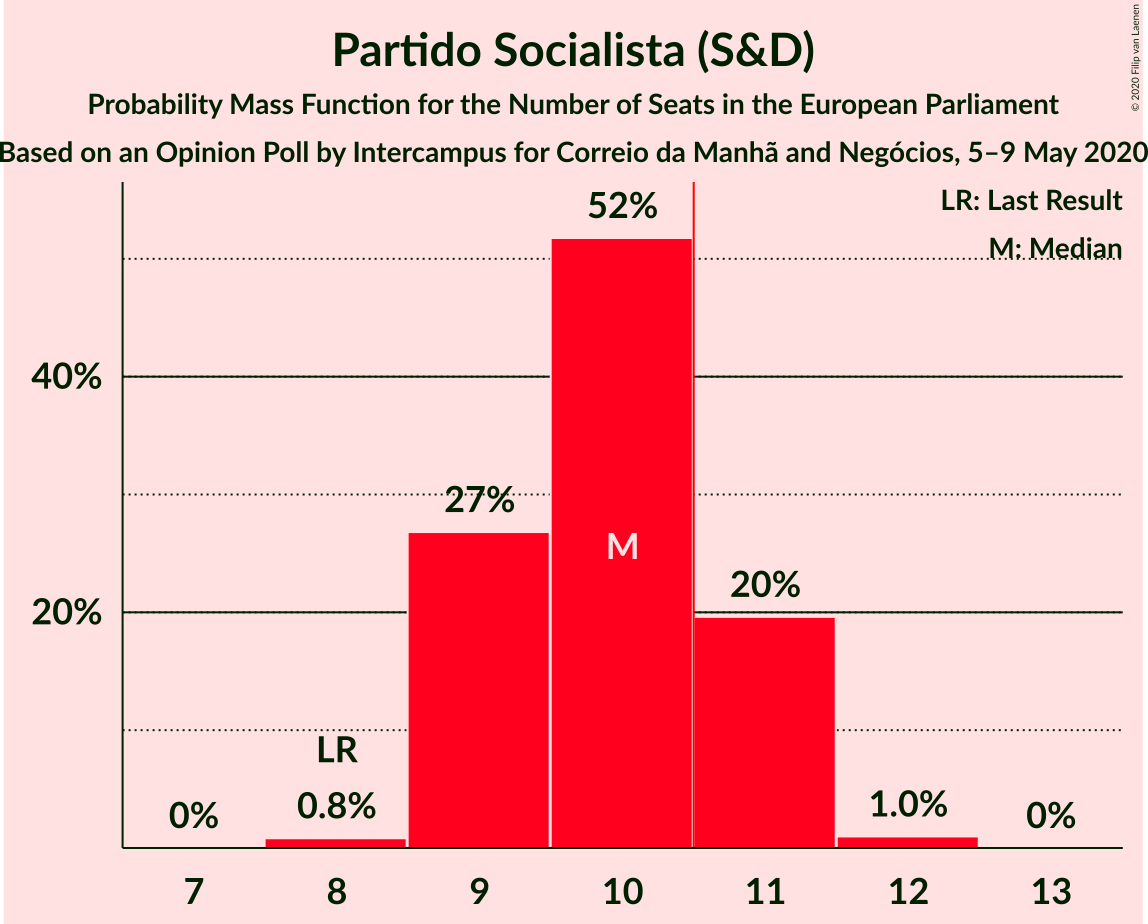 Partido Socialista (S&D)
Probability Mass Function for the Number of Seats in the European Parliament
Based on an Opinion Poll by Intercampus for Correio da Manhã and Negócios, 5–9 May 2020
© 2020 Filip van Laenen
LR: Last Result
M: Median
52%
40%
27%
M
20%
20%
LR
0%
0.8%
1.0%
0%
7 8 9 10 11 12 13